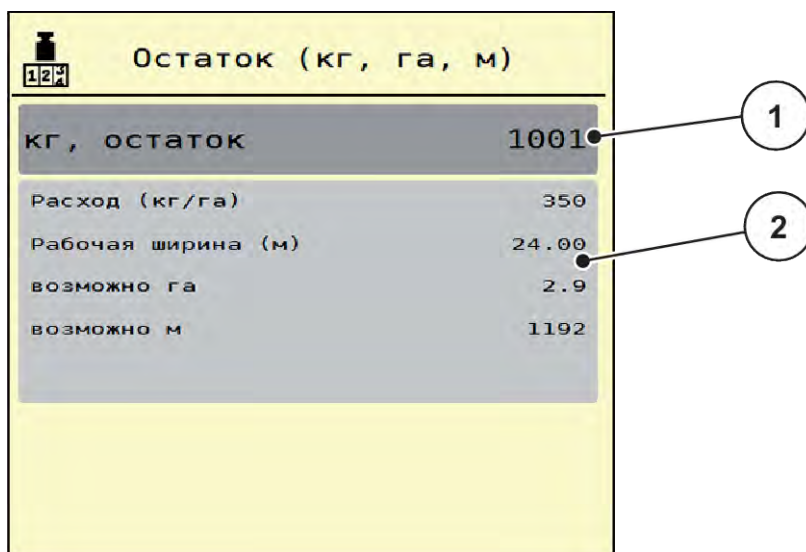 123
Остаток (кг, га, м)
кг, остаток 1001
1
Расход (кг/га) 350
Рабочая ширина (м) 24.00
2
возможно га 2.9
возможно м 1192